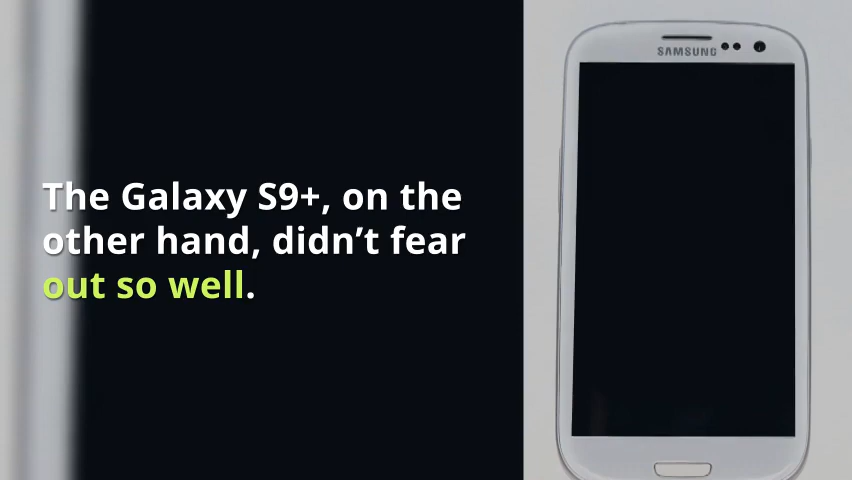 The Galaxy S9+, on the
other hand, didn’t fear
out so well.
SAMSUNG